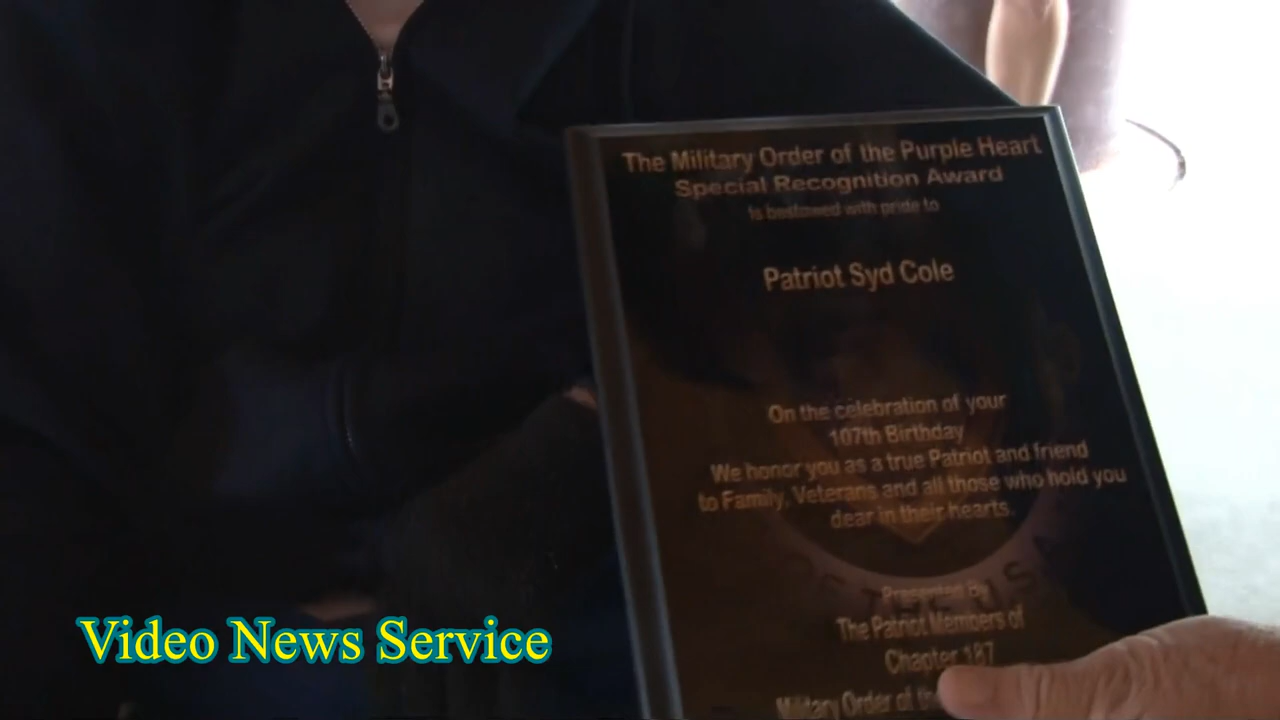 The Military Order of the Purple Heart
Special Recognition Award
is bestowed with pride to
Patriot Syd Cole
On the celebration of your
107th Birthday
We honor you as a true Patriot and friend
to Family, Veterans and all those who hold you
dear in their hearts.
Presented By
The Patriot Members of
Chapter 187
Military Order of the
Video News Service